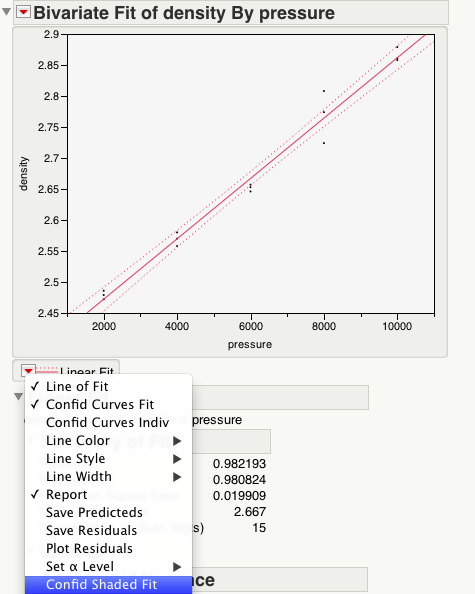 Bivariate Fit of density By pressure
2.9
2.85
2.8
2.75
2.7
2.65
2.6
2.55
2.5
2.45
density
2000 4000 6000 8000 10000
pressure
Linear Fit
✓ Line of Fit
✓ Confid Curves Fit
Confid Curves Indiv
pressure
Line Color
Line Style
0.982193
Line Width
0.980824
✓ Report
0.019909
Save Predicteds
2.667
Save Residuals
15
Plot Residuals
Set α Level
Confid Shaded Fit